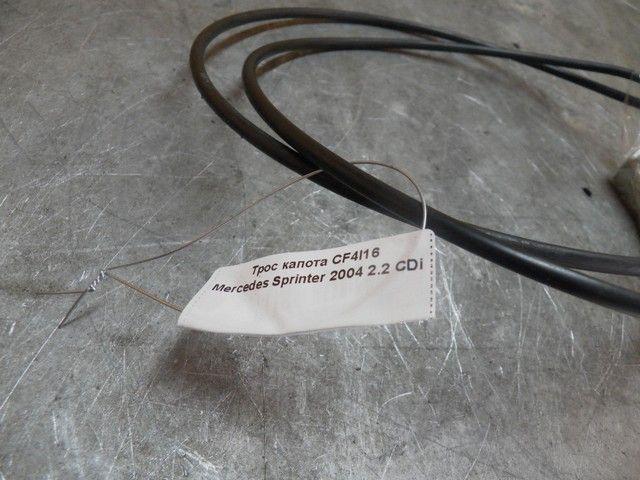 Трос капота CF4I16
Mercedes Sprinter 2004 2.2 CDi